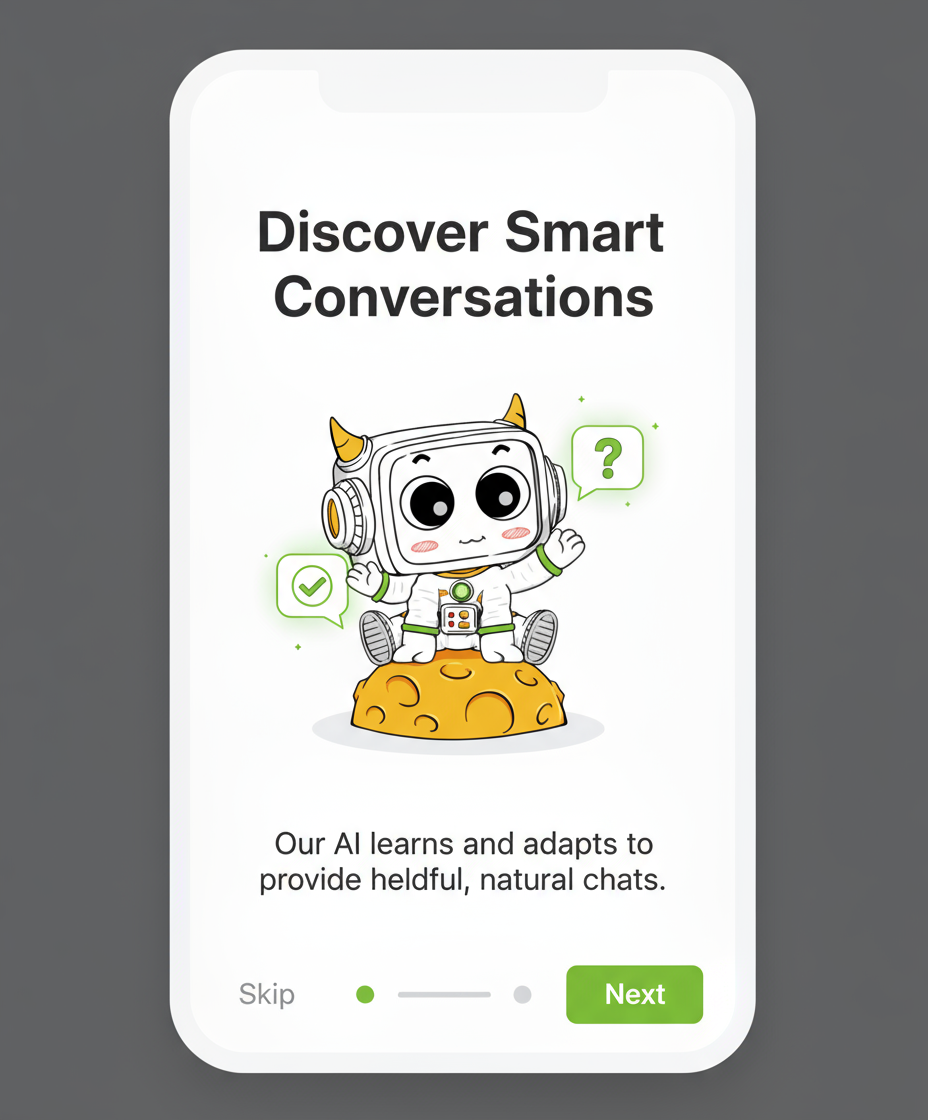 Discover Smart
Conversations
?
Our AI learns and adapts to
provide heldful, natural chats.
Skip
Next